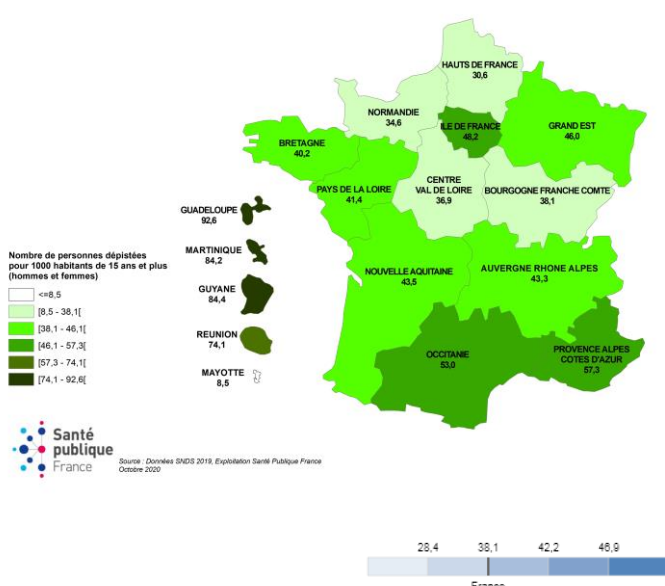 HAUTS DE FRANCE
30,6
NORMANDIE
34,6
ILE DE FRANCE
48,2
GRAND EST
46,0
BRETAGNE
40,2
PAYS DE LA LOIRE
41,4
CENTRE
VAL DE LOIRE
36,9
BOURGOGNE FRANCHE COMTE
38,1
GUADELOUPE
92,6
MARTINIQUE
84,2
GUYANE
84,4
REUNION
74,1
MAYOTTE
8,5
NOUVELLE AQUITAINE
43,5
AUVERGNE RHONE ALPES
43,3
OCCITANIE
53,0
PROVENCE ALPES
COTES D'AZUR
57,3
Nombre de personnes dépistées
pour 1000 habitants de 15 ans et plus
(hommes et femmes)
<=8,5
[8,5 - 38,1[
[38,1 - 46,1[
[46,1 - 57,3[
[57,3 - 74,1[
[74,1 - 92,6[
Santé
publique
France
Source : Données SNDS 2019, Exploitation Santé Publique France
Octobre 2020
28,4 38,1 42,2 46,9
France